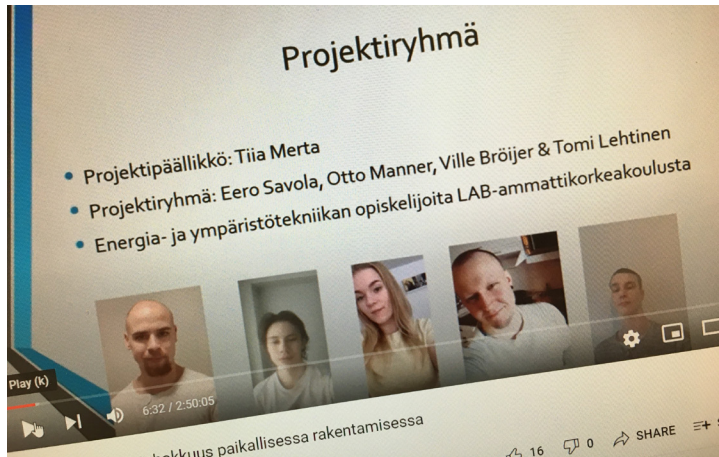 Projektiryhmä
Projektipäällikkö: Tiia Merta
Projektiryhmä: Eero Savola, Otto Manner, Ville Bröijer & Tomi Lehtinen
Energia- ja ympäristötekniikan opiskelijoita LAB-ammattikorkeakoulusta
Play (k)
6:32 / 2:50:05
paikallisessa rakentamisessa
16 0 SHARE